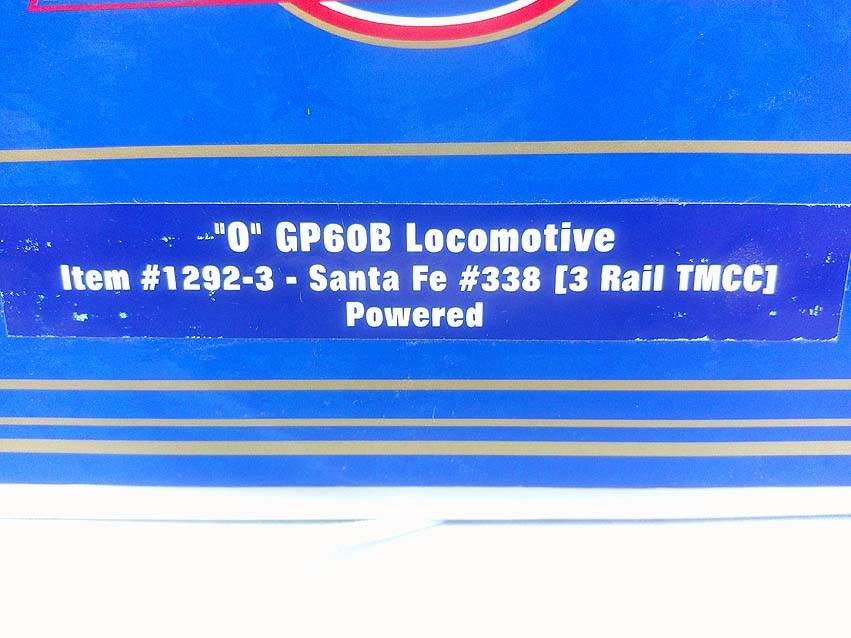 "O" GP60B Locomotive
Item #1292-3 - Santa Fe #338 [3 Rail TMCC]
Powered